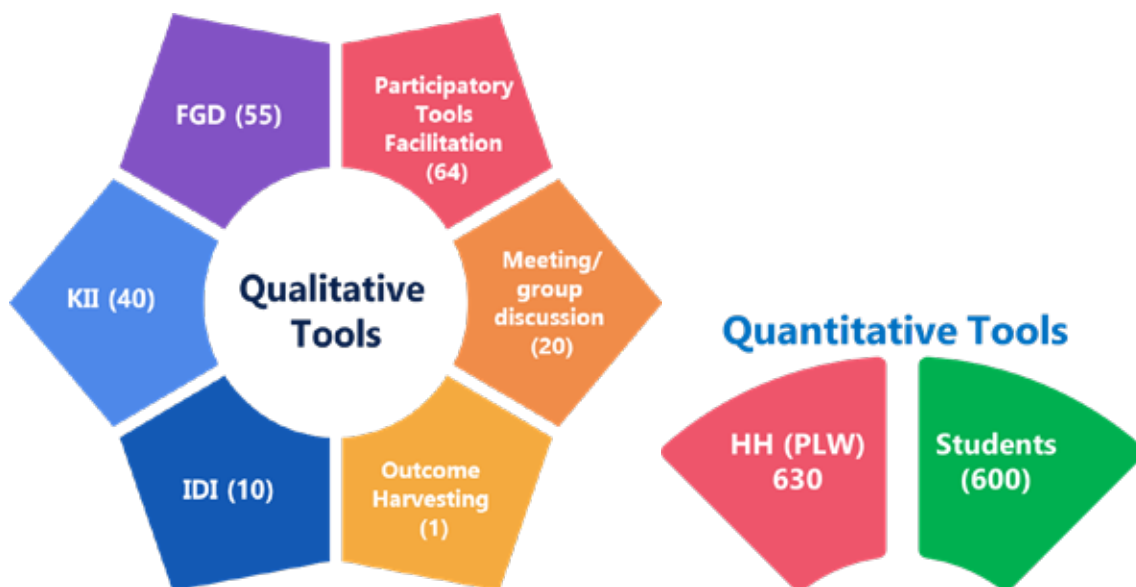 FGD (55)
Participatory
Tools
Facilitation
(64)
KII (40)
Qualitative
Tools
Meeting/
group
discussion
(20)
IDI (10)
Outcome
Harvesting
(1)
Quantitative Tools
HH (PLW)
630
Students
(600)